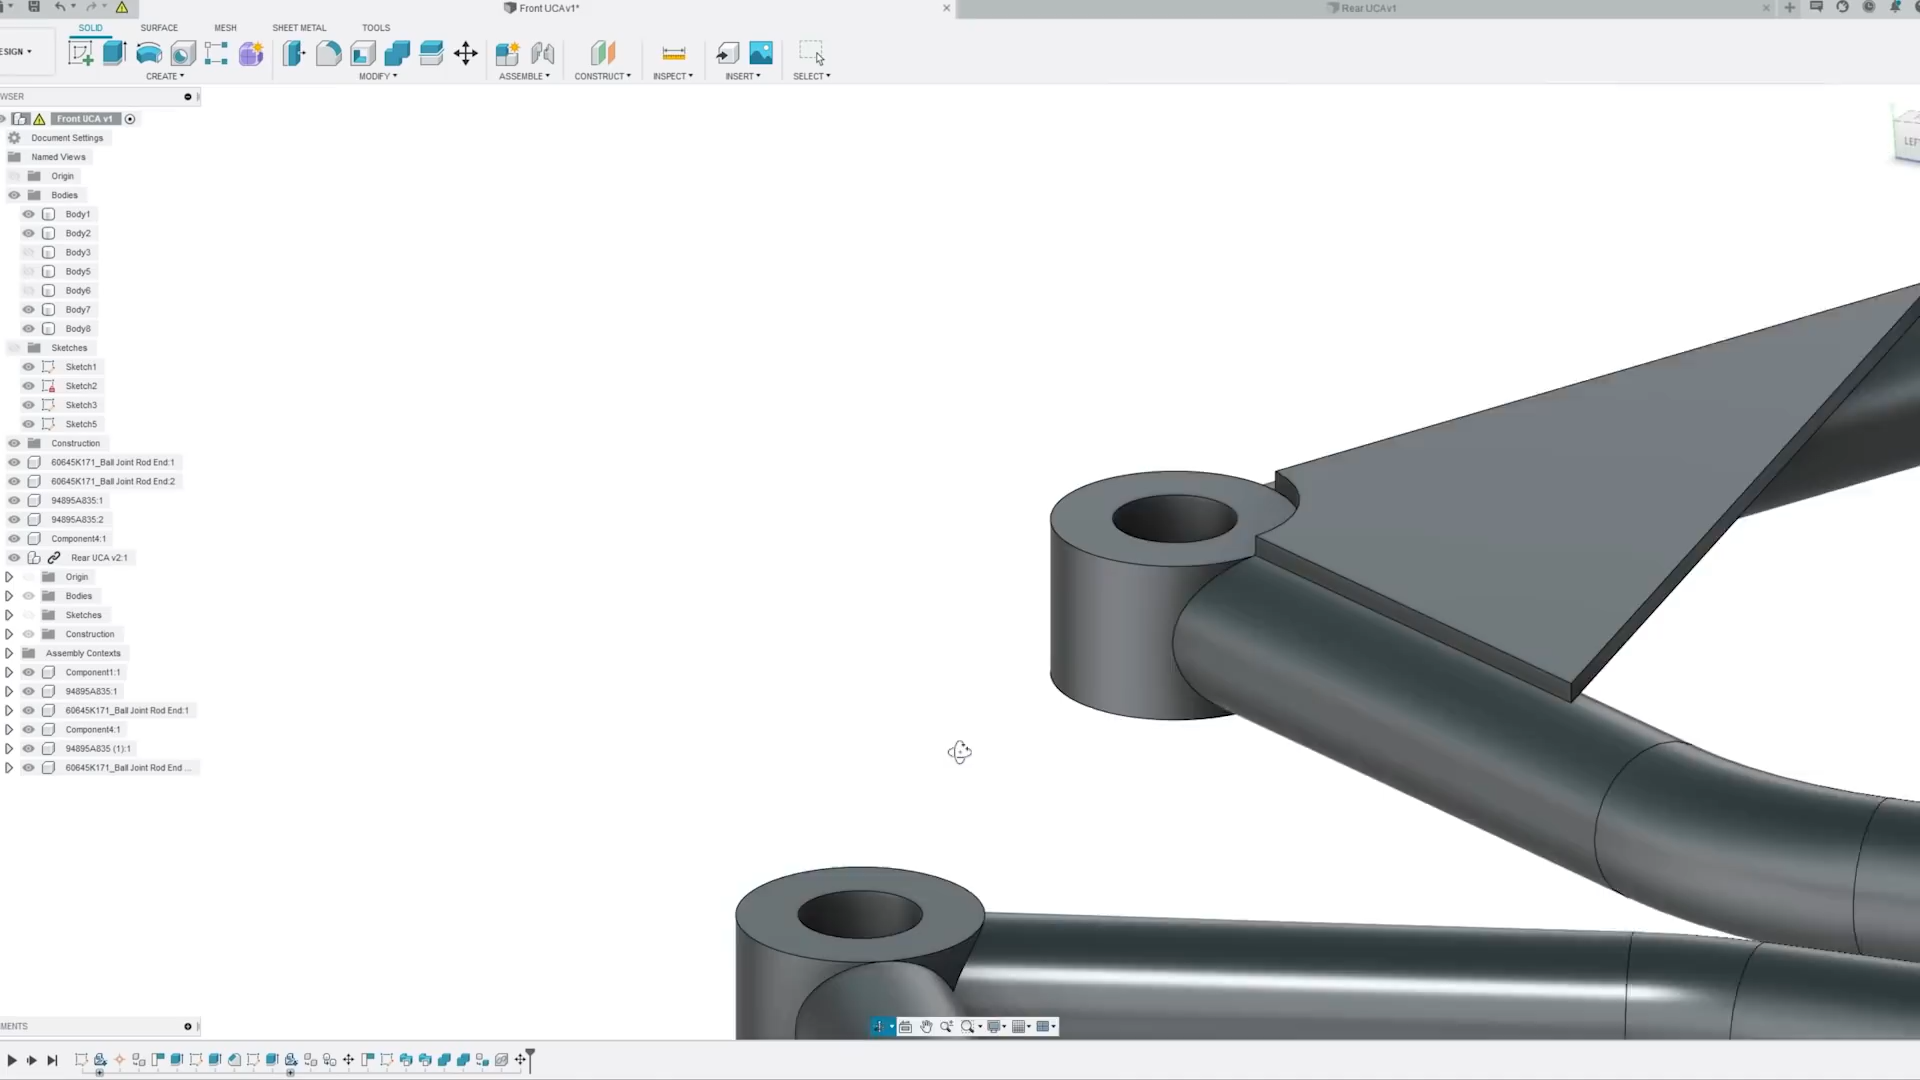 Front UCAv1*
Rear UCAv1
SOLID SURFACE MESH SHEET METAL TOOLS
ESIGN
CREATE MODIFY ASSEMBLE CONSTRUCT INSPECT INSERT SELECT
WSER
LEFT
Front UCA v1
Document Settings
Named Views
Origin
Bodies
Body1
Body2
Body3
Body5
Body6
Body7
Body8
Sketches
Sketch1
Sketch2
Sketch3
Sketch5
Construction
60645K171_Ball Joint Rod End:1
60645K171_Ball Joint Rod End:2
94895A835:1
94895A835:2
Component4:1
Rear UCA v2:1
Origin
Bodies
Sketches
Construction
Assembly Contexts
Component1:1
94895A835:1
60645K171_Ball Joint Rod End:1
Component4:1
94895A835 (1):1
60645K171_Ball Joint Rod End ...
MENTS